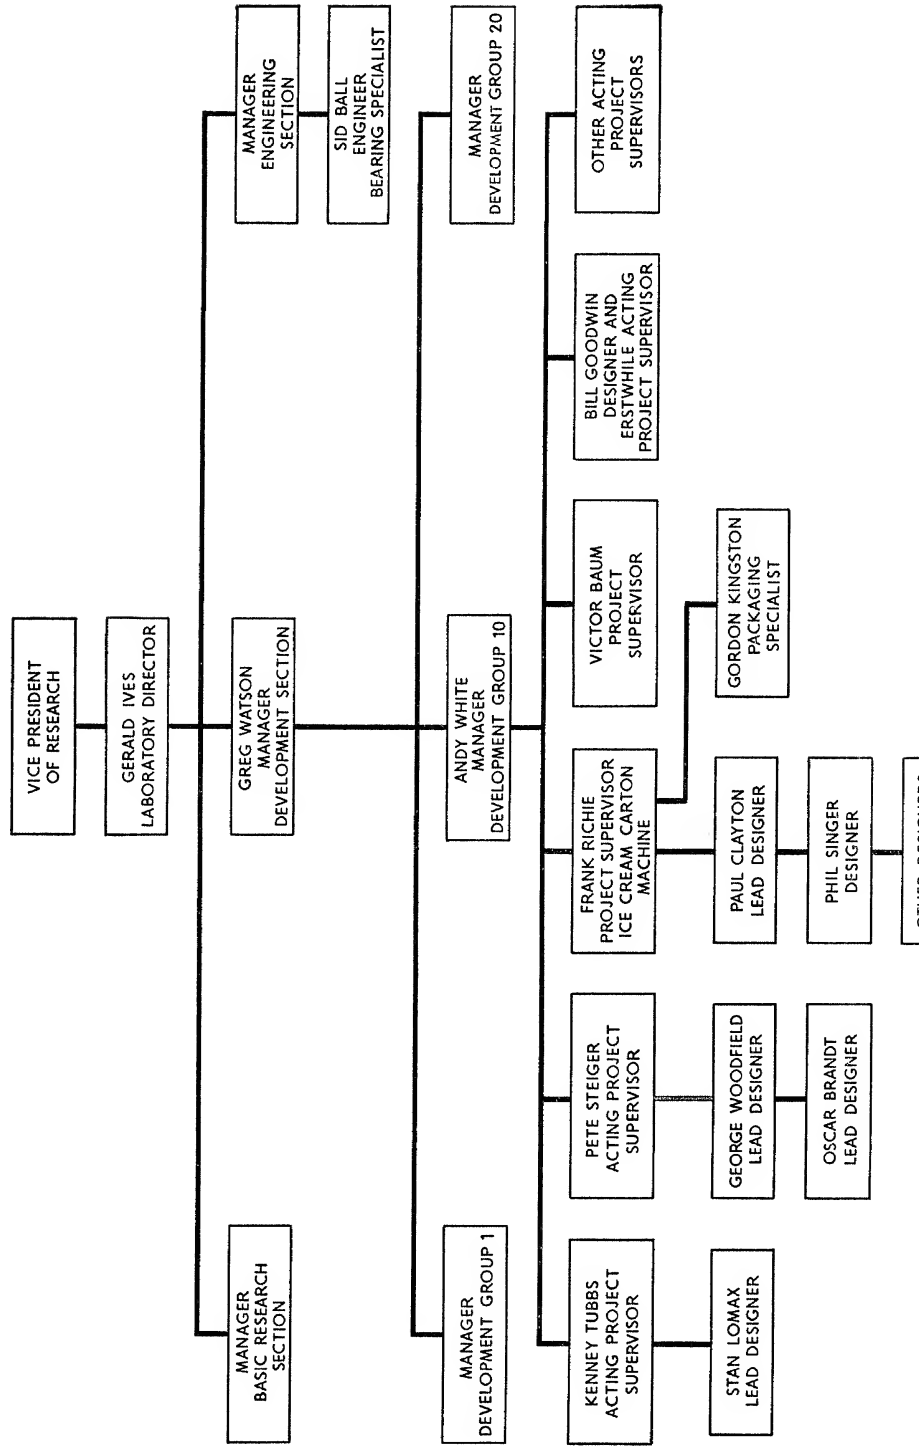 VICE PRESIDENT
OF RESEARCH
GERALD IVES
LABORATORY DIRECTOR
MANAGER
BASIC RESEARCH
SECTION
GREG WATSON
MANAGER
DEVELOPMENT SECTION
MANAGER
ENGINEERING
SECTION
SID BALL
ENGINEER
BEARING SPECIALIST
MANAGER
DEVELOPMENT GROUP 1
ANDY WHITE
MANAGER
DEVELOPMENT GROUP 10
MANAGER
DEVELOPMENT GROUP 20
KENNEY TUBBS
ACTING PROJECT
SUPERVISOR
PETE STEIGER
ACTING PROJECT
SUPERVISOR
FRANK RICHIE
PROJECT SUPERVISOR
ICE CREAM CARTON
MACHINE
VICTOR BAUM
PROJECT
SUPERVISOR
BILL GOODWIN
DESIGNER AND
ERSTWHILE ACTING
PROJECT SUPERVISOR
OTHER ACTING
PROJECT
SUPERVISORS
STAN LOMAX
LEAD DESIGNER
GEORGE WOODFIELD
LEAD DESIGNER
PAUL CLAYTON
LEAD DESIGNER
GORDON KINGSTON
PACKAGING
SPECIALIST
OSCAR BRANDT
LEAD DESIGNER
PHIL SINGER
DESIGNER